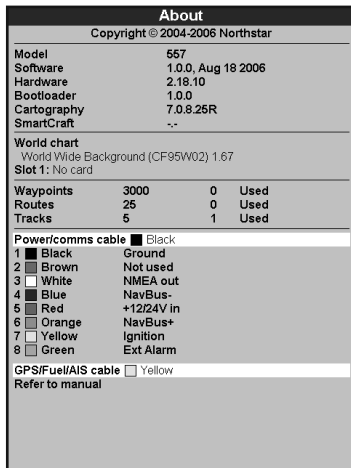 About
Copyright © 2004-2006 Northstar
Model 557
Software 1.0.0, Aug 18 2006
Hardware 2.18.10
Bootloader 1.0.0
Cartography 7.0.8.25R
SmartCraft -.-
World chart
World Wide Background (CF95W02) 1.67
Slot 1: No card
Waypoints 3000 0 Used
Routes 25 0 Used
Tracks 5 1 Used
Power/comms cable Black
1 Black Ground
2 Brown Not used
3 White NMEA out
4 Blue NavBus-
5 Red +12/24V in
6 Orange NavBus+
7 Yellow Ignition
8 Green Ext Alarm
GPS/Fuel/AIS cable Yellow
Refer to manual